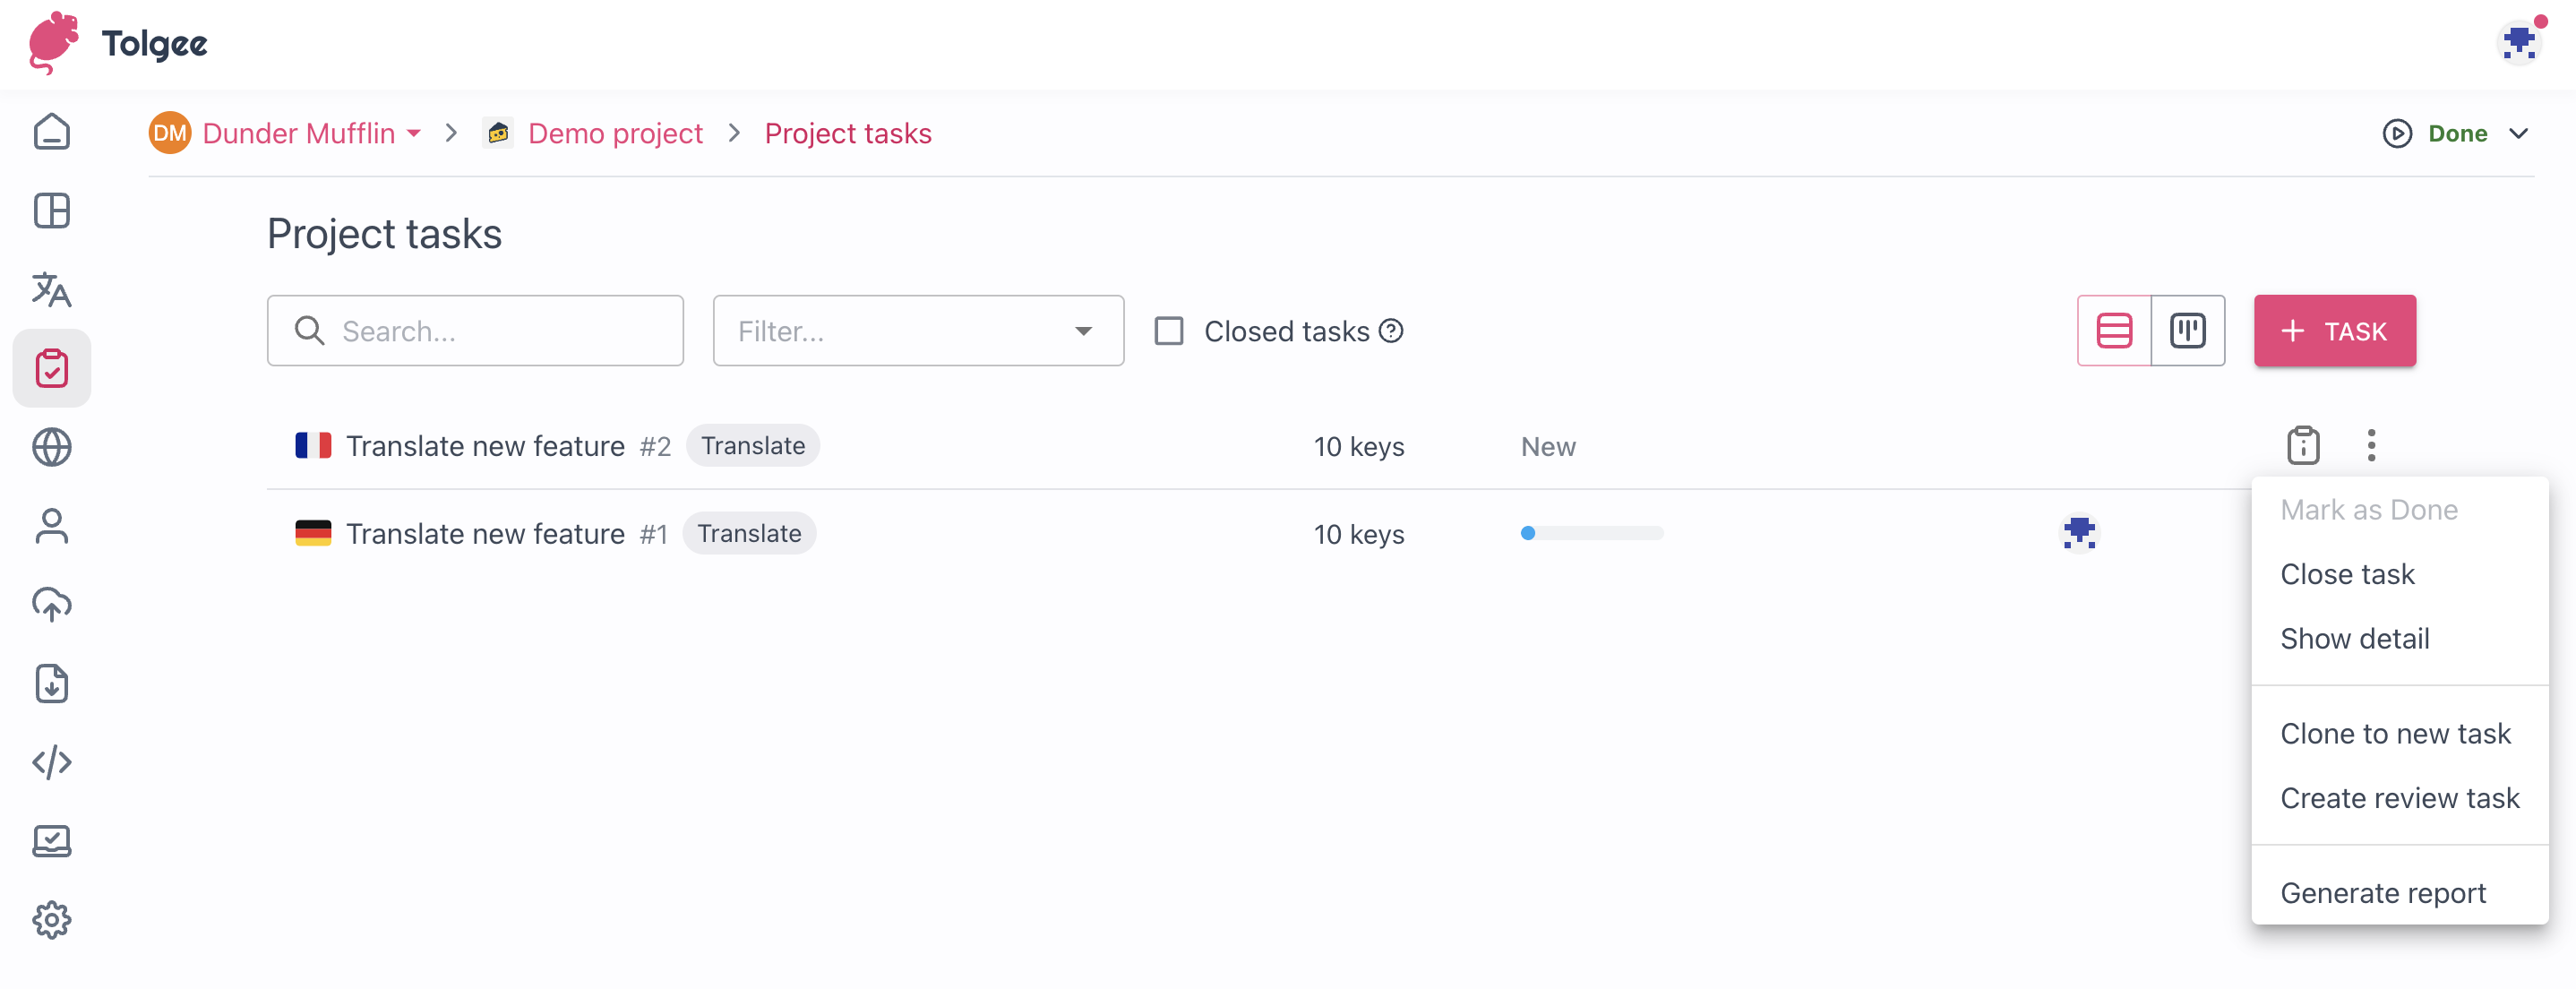 Tolgee
DM Dunder Mufflin > Demo project > Project tasks
Done
Project tasks
Search...
Filter...
Closed tasks
+ TASK
Translate new feature #2 Translate 10 keys New
Translate new feature #1 Translate 10 keys
Mark as Done
Close task
Show detail
Clone to new task
Create review task
Generate report